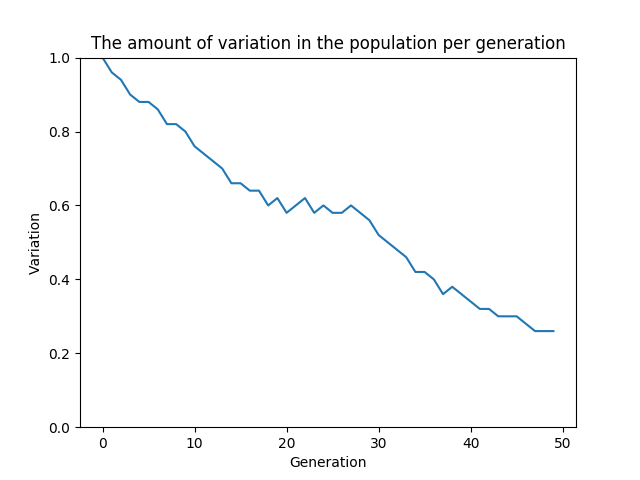 The amount of variation in the population per generation
1.0
0.8
0.6
0.4
0.2
0.0
Variation
0 10 20 30 40 50
Generation